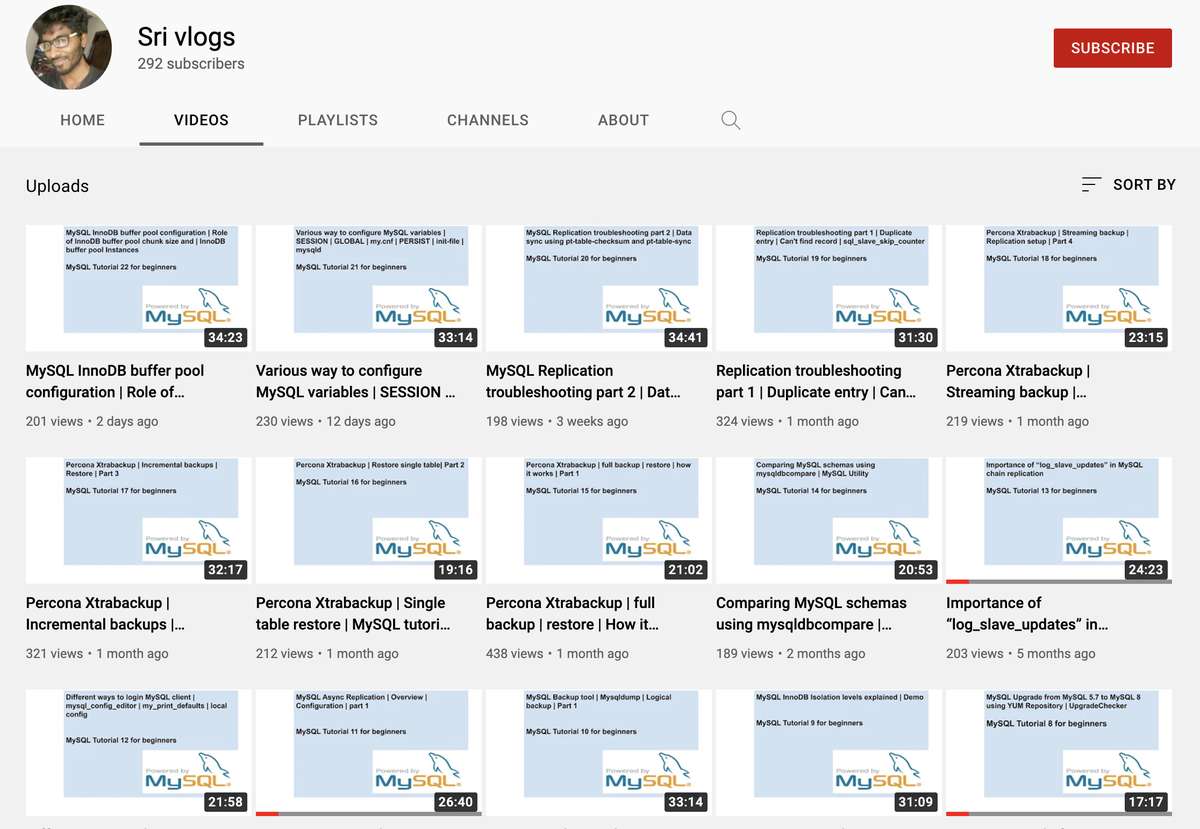 Sri vlogs
292 subscribers
SUBSCRIBE
HOME
VIDEOS
PLAYLISTS
CHANNELS
ABOUT
Uploads
SORT BY
MySQL InnoDB buffer pool configuration | Role
of InnoDB buffer pool chunk size and | InnoDB
buffer pool Instances
MySQL Tutorial 22 for beginners
Powered by
MySQL®
34:23
MySQL InnoDB buffer pool
configuration | Role of...
201 views • 2 days ago
Various way to configure MySQL variables |
SESSION | GLOBAL | my.cnf | PERSIST | init-file |
mysqld
MySQL Tutorial 21 for beginners
Powered by
MySQL®
33:14
Various way to configure
MySQL variables | SESSION ...
230 views • 12 days ago
MySQL Replication troubleshooting part 2 | Data
sync using pt-table-checksum and pt-table-sync
MySQL Tutorial 20 for beginners
Powered by
MySQL®
34:41
MySQL Replication
troubleshooting part 2 | Dat...
198 views • 3 weeks ago
Replication troubleshooting part 1 | Duplicate
entry | Can't find record | sql_slave_skip_counter
MySQL Tutorial 19 for beginners
Powered by
MySQL®
31:30
Replication troubleshooting
part 1 | Duplicate entry | Can...
324 views • 1 month ago
Percona Xtrabackup | Streaming backup |
Replication setup | Part 4
MySQL Tutorial 18 for beginners
Powered by
MySQL®
23:15
Percona Xtrabackup |
Streaming backup |...
219 views • 1 month ago
Percona Xtrabackup | Incremental backups |
Restore | Part 3
MySQL Tutorial 17 for beginners
Powered by
MySQL®
32:17
Percona Xtrabackup |
Incremental backups |...
321 views • 1 month ago
Percona Xtrabackup | Restore single table| Part 2
MySQL Tutorial 16 for beginners
Powered by
MySQL®
19:16
Percona Xtrabackup | Single
table restore | MySQL tutori...
212 views • 1 month ago
Percona Xtrabackup | full backup | restore | how
it works | Part 1
MySQL Tutorial 15 for beginners
Powered by
MySQL®
21:02
Percona Xtrabackup | full
backup | restore | How it...
438 views • 1 month ago
Comparing MySQL schemas using
mysqldbcompare | MySQL Utility
MySQL Tutorial 14 for beginners
Powered by
MySQL®
20:53
Comparing MySQL schemas
using mysqldbcompare |...
189 views • 2 months ago
Importance of “log_slave_updates” in MySQL
chain replication
MySQL Tutorial 13 for beginners
Powered by
MySQL®
24:23
Importance of
“log_slave_updates” in...
203 views • 5 months ago
Different ways to login MySQL client |
mysql_config_editor | my_print_defaults | local
config
MySQL Tutorial 12 for beginners
Powered by
MySQL®
21:58
MySQL Async Replication | Overview |
Configuration | part 1
MySQL Tutorial 11 for beginners
Powered by
MySQL®
26:40
MySQL Backup tool | Mysqldump | Logical
backup | Part 1
MySQL Tutorial 10 for beginners
Powered by
MySQL®
33:14
MySQL InnoDB Isolation levels explained | Demo
MySQL Tutorial 9 for beginners
Powered by
MySQL®
31:09
MySQL Upgrade from MySQL 5.7 to MySQL 8
using YUM Repository | UpgradeChecker
MySQL Tutorial 8 for beginners
Powered by
MySQL®
17:17